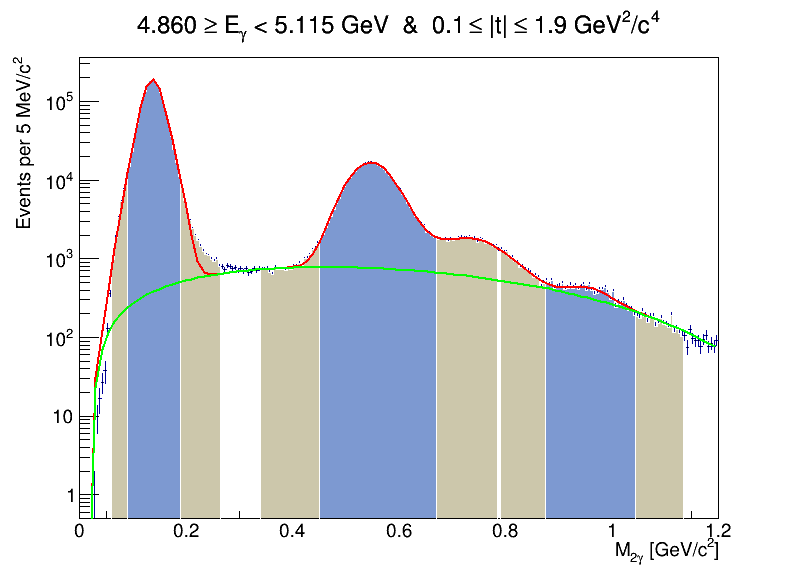 4.860 ≥ E_γ < 5.115 GeV & 0.1 ≤ |t| ≤ 1.9 GeV²/c⁴
Events per 5 MeV/c²
10⁵
10⁴
10³
10²
10
1
0 0.2 0.4 0.6 0.8 1 1.2
M_2γ [GeV/c²]